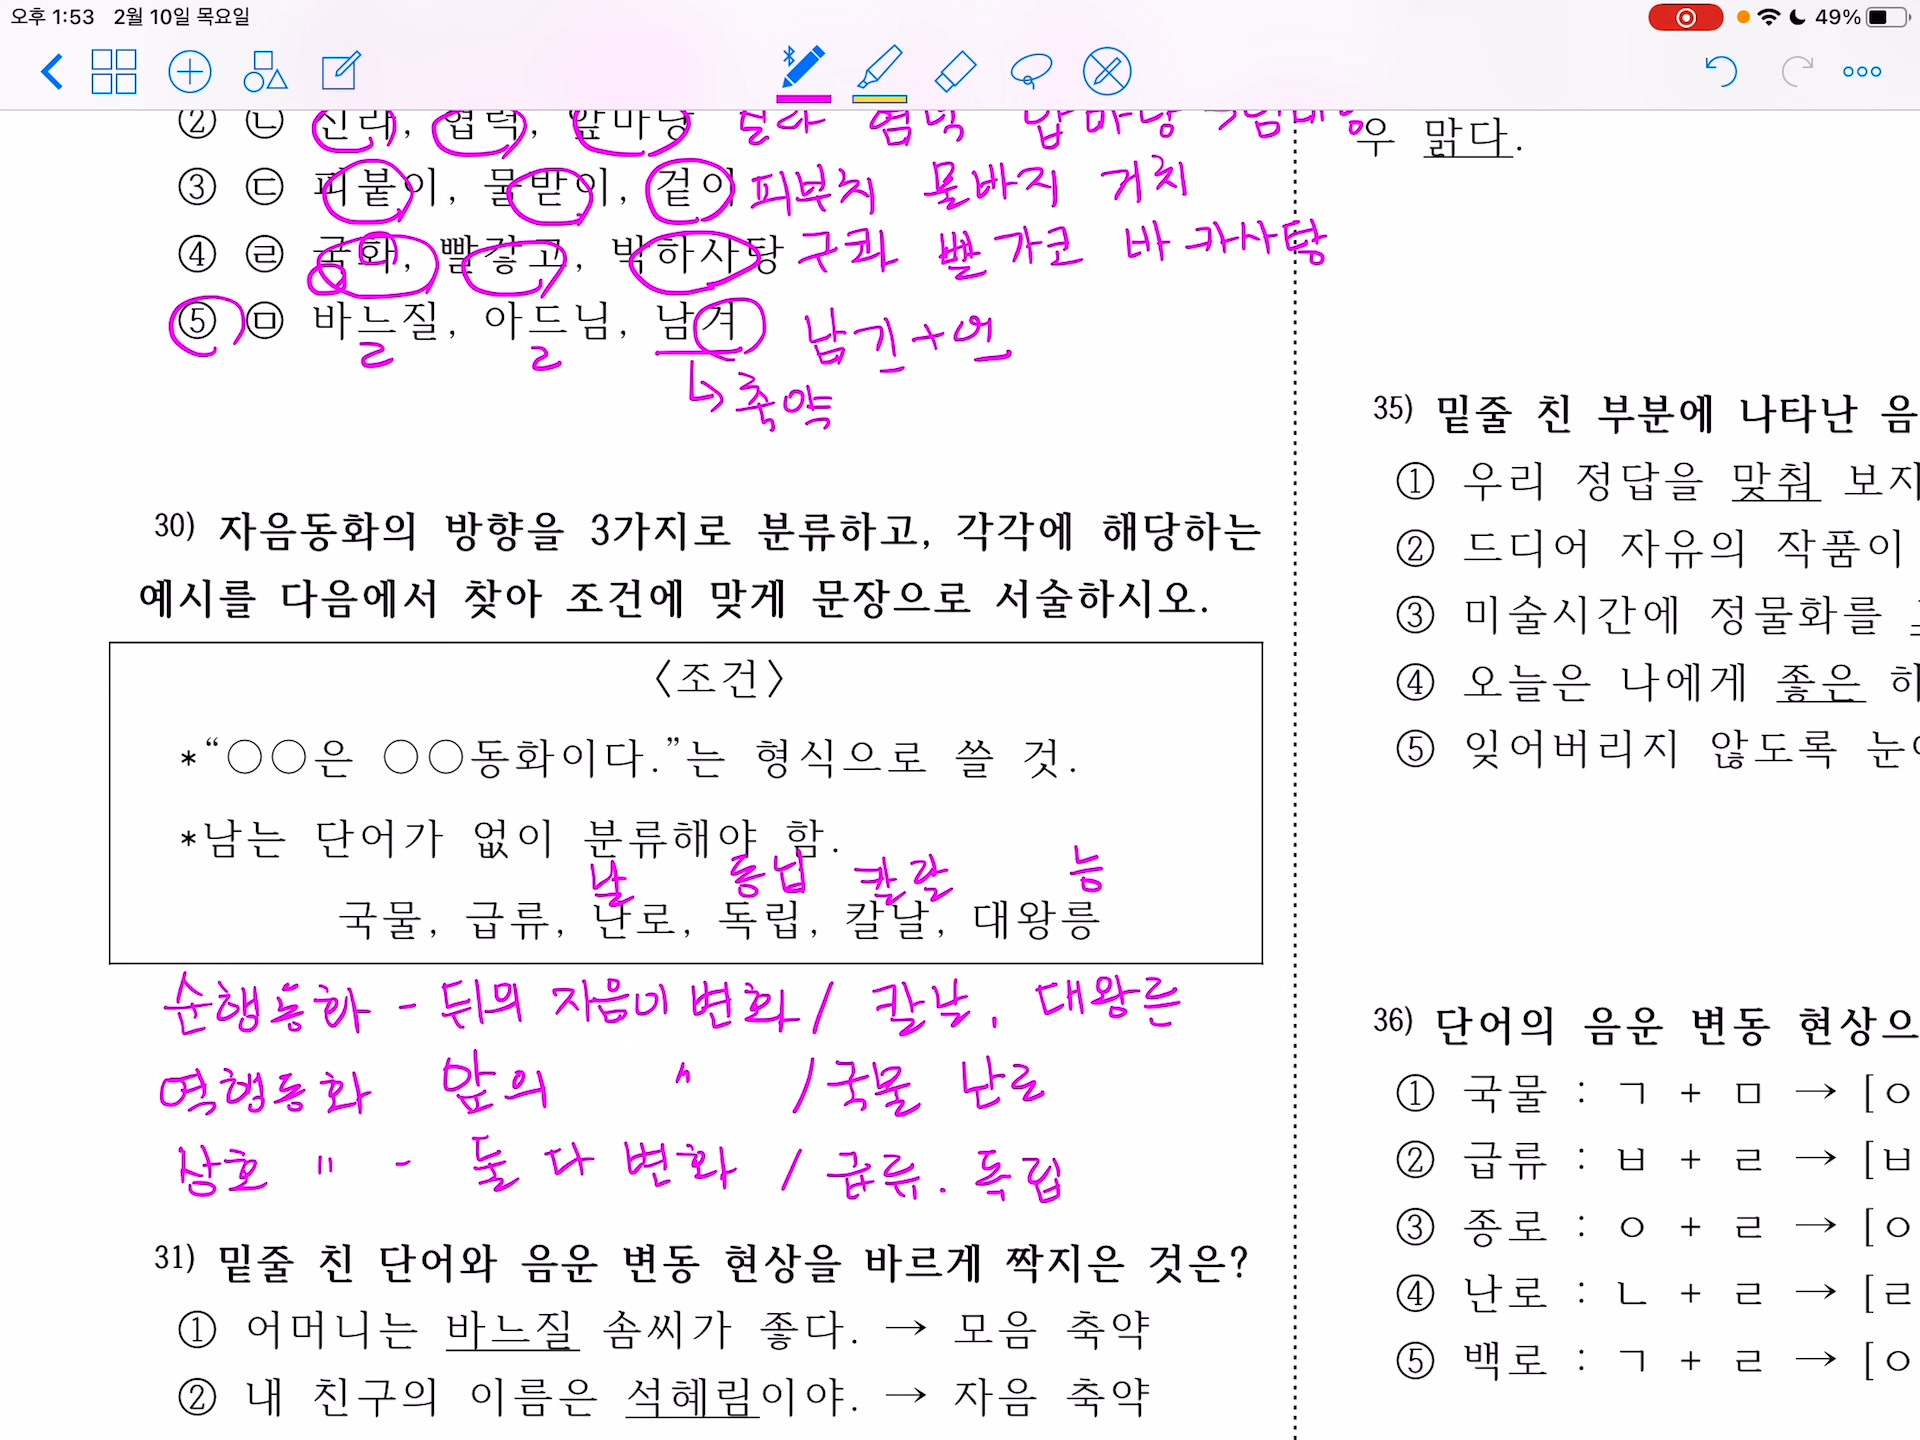 오후 1:53 2월 10일 목요일
49%
② ㉡ 신라, 협력, 앞마당
③ ㉢ 피붙이, 물받이, 겉이 피부치 물바지 거치
④ ㉣ 국화, 빨갛고, 박하사탕 구콰 빨가코 바카사탕
⑤ ㉤ 바느질, 아드님, 남겨 남기+어
ㄹ ㄹ
↳축약
30) 자음동화의 방향을 3가지로 분류하고, 각각에 해당하는
예시를 다음에서 찾아 조건에 맞게 문장으로 서술하시오.
〈조건〉
*“○○은 ○○동화이다.”는 형식으로 쓸 것.
*남는 단어가 없이 분류해야 함.
날 동닙 칼랄 능
국물, 급류, 난로, 독립, 칼날, 대왕릉
순행동화 - 뒤의 자음이 변화 / 칼날, 대왕릉
역행동화 앞의 〃 / 국물 난로
상호 〃 - 둘 다 변화 / 급류. 독립
31) 밑줄 친 단어와 음운 변동 현상을 바르게 짝지은 것은?
① 어머니는 바느질 솜씨가 좋다. → 모음 축약
② 내 친구의 이름은 석혜림이야. → 자음 축약
우 맑다.
35) 밑줄 친 부분에 나타난 음
① 우리 정답을 맞춰 보자
② 드디어 자유의 작품이
③ 미술시간에 정물화를
④ 오늘은 나에게 좋은 하
⑤ 잊어버리지 않도록 눈
36) 단어의 음운 변동 현상으
① 국물 : ㄱ + ㅁ → [ㅇ
② 급류 : ㅂ + ㄹ → [ㅂ
③ 종로 : ㅇ + ㄹ → [ㅇ
④ 난로 : ㄴ + ㄹ → [ㄹ
⑤ 백로 : ㄱ + ㄹ → [ㅇ